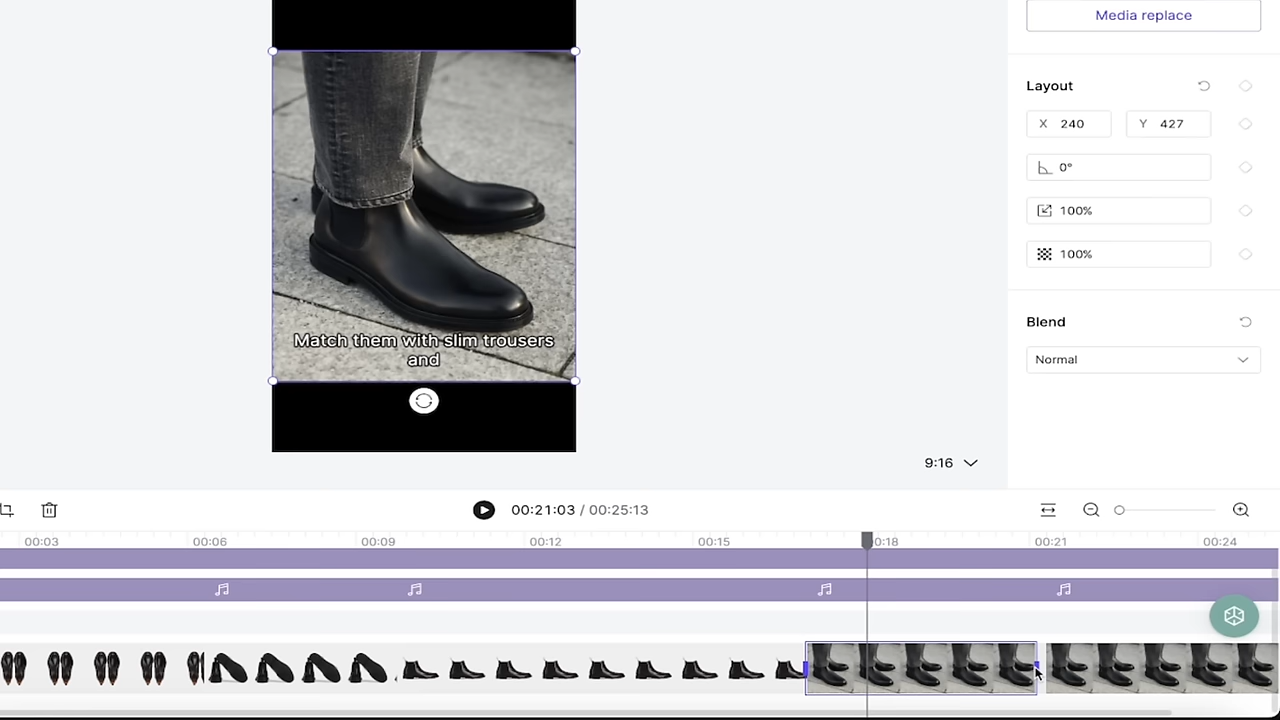 Media replace
Layout
X 240 Y 427
0°
100%
100%
Blend
Normal
Match them with slim trousers
and
9:16
00:21:03 / 00:25:13
00:03 00:06 00:09 00:12 00:15 0:18 00:21 00:24